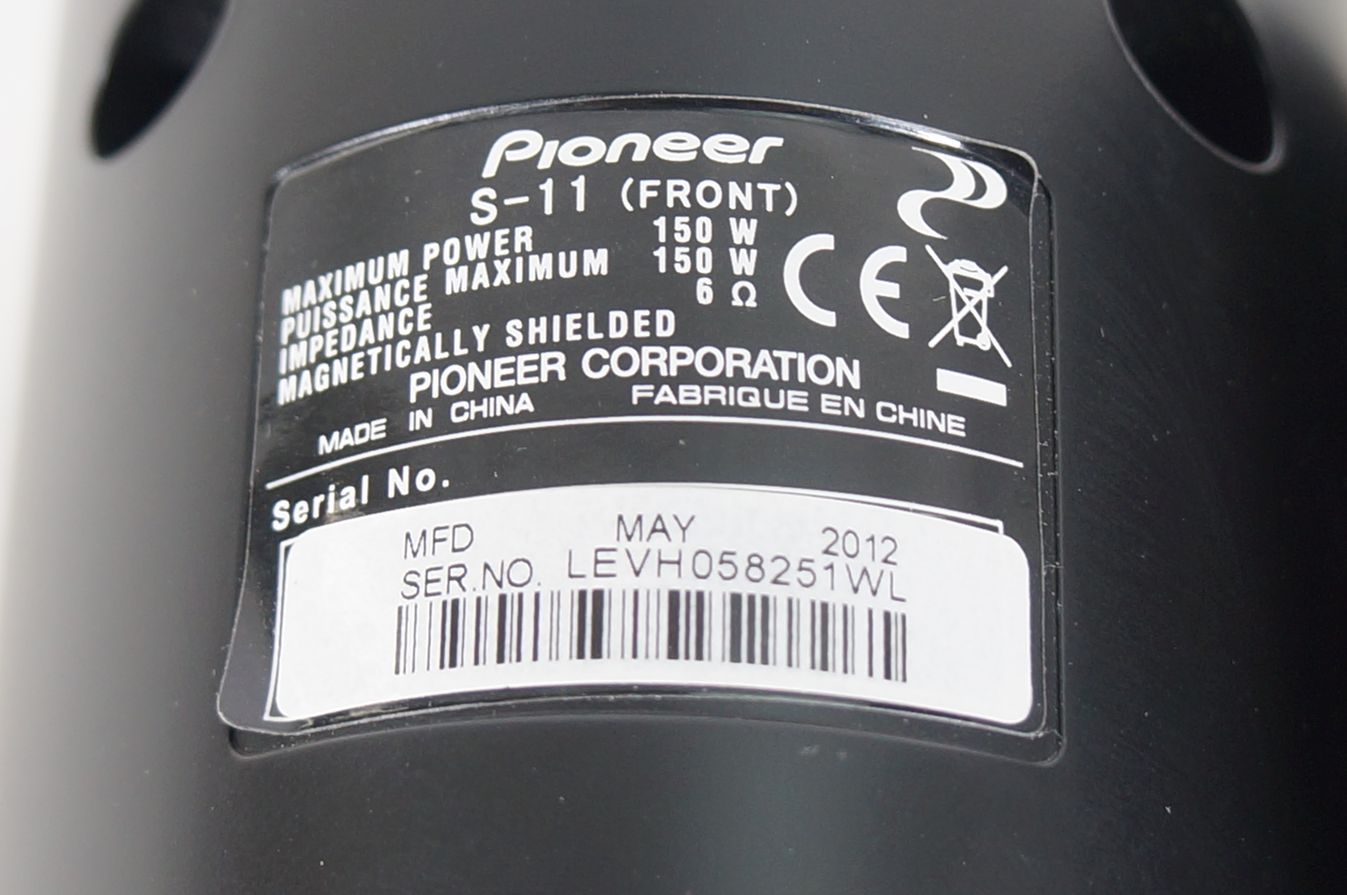 Pioneer
S-11 (FRONT)
MAXIMUM POWER 150 W
PUISSANCE MAXIMUM 150 W
IMPEDANCE 6 Ω
MAGNETICALLY SHIELDED
PIONEER CORPORATION
MADE IN CHINA FABRIQUE EN CHINE
Serial No.
MFD MAY 2012
SER.NO. LEVH058251WL
CE